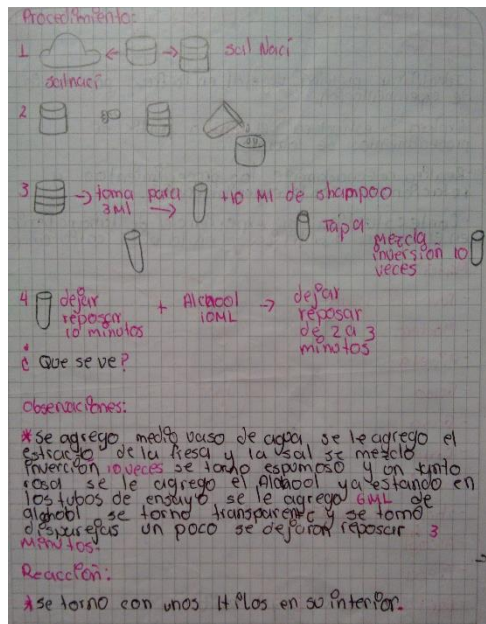 Procedimiento:
1 ← → sal Nacl
salnacl
2
3 → toma para 3Ml → +10 Ml de shampoo
Tapa
mezcla inversion 10 veces
4 dejar reposar 10 minutos + Alcohol 10ML → dejar reposar de 2 a 3 minutos
¿ Que se ve?
Observaciones:
*se agrego medio vaso de agua, se le agrego el
estracto de la fresa y la sal se mezclo
inverción 10 veces se torno espumoso y un tinto
rosa se le agrego el Alcohol ya estando en
los tubos de ensayo se le agrego 6ML de
alcohol se torno transparente y se torno
desparejas un poco se dejaron reposar 3
minutos.
Reacción:
*se torno con unos Hilos en su interior.